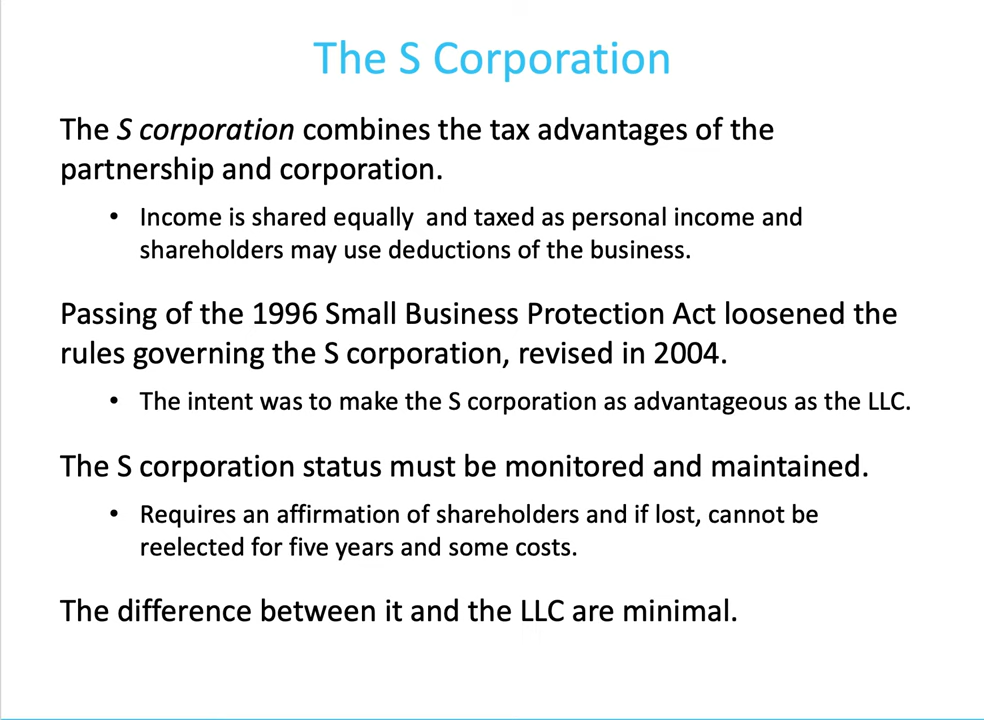 The S Corporation
The S corporation combines the tax advantages of the
partnership and corporation.
• Income is shared equally  and taxed as personal income and
shareholders may use deductions of the business.
Passing of the 1996 Small Business Protection Act loosened the
rules governing the S corporation, revised in 2004.
• The intent was to make the S corporation as advantageous as the LLC.
The S corporation status must be monitored and maintained.
• Requires an affirmation of shareholders and if lost, cannot be
reelected for five years and some costs.
The difference between it and the LLC are minimal.